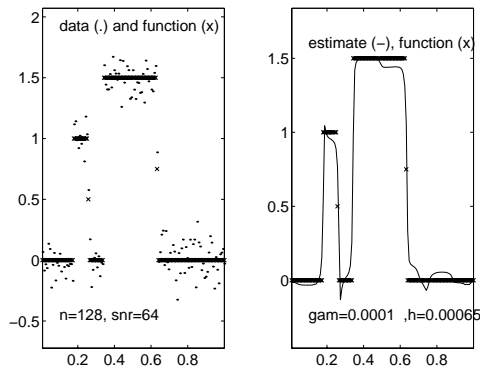 2
data (.) and function (x)
1.5
1
0.5
0
−0.5
n=128, snr=64
0.2 0.4 0.6 0.8 1
estimate (−), function (x)
1.5
1
0.5
0
gam=0.0001 ,h=0.00065
0.2 0.4 0.6 0.8 1